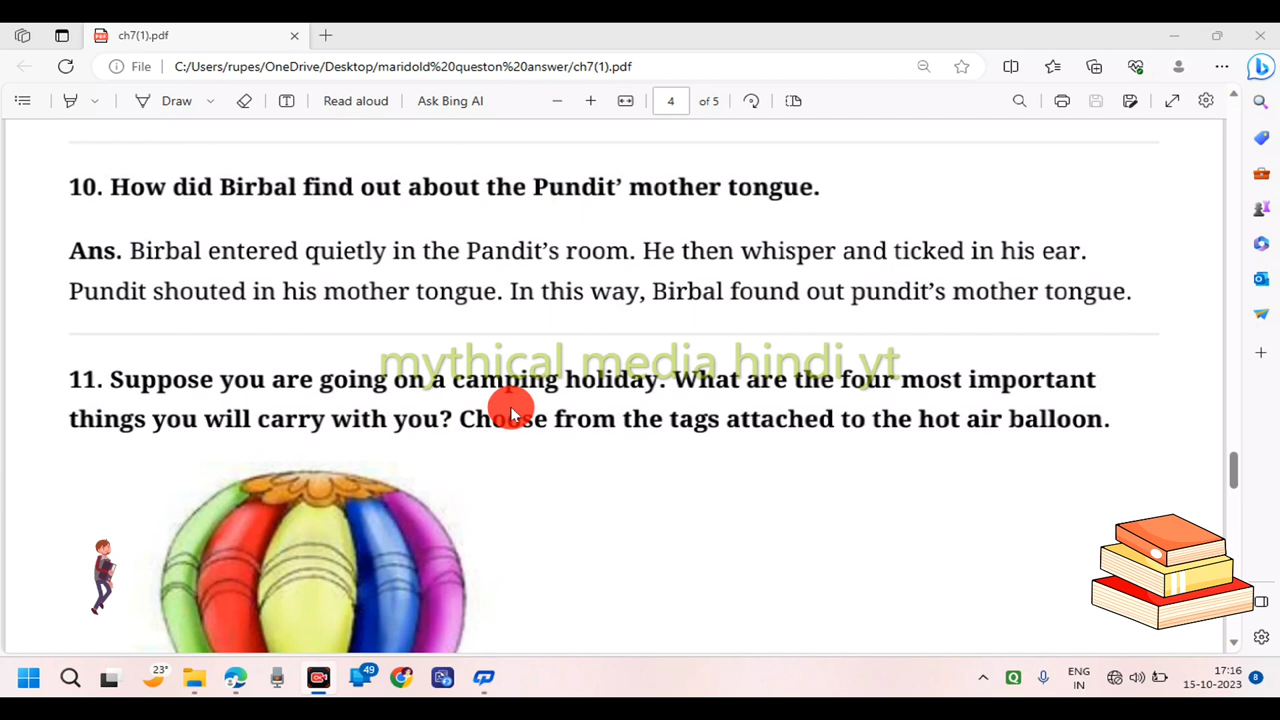 ch7(1).pdf
File
C:/Users/rupes/OneDrive/Desktop/maridold%20queston%20answer/ch7(1).pdf
Draw
Read aloud
Ask Bing AI
4 of 5
10. How did Birbal find out about the Pundit’ mother tongue.
Ans. Birbal entered quietly in the Pandit’s room. He then whisper and ticked in his ear.
Pundit shouted in his mother tongue. In this way, Birbal found out pundit’s mother tongue.
mythical media hindi yt
11. Suppose you are going on a camping holiday. What are the four most important
things you will carry with you? Choose from the tags attached to the hot air balloon.
23°
49
ENG
IN
17:16
15-10-2023
8